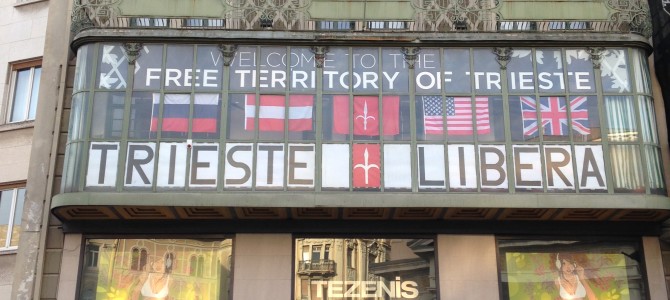 WELCOME TO THE
FREE TERRITORY OF TRIESTE
TRIESTE LIBERA
TEZENIS